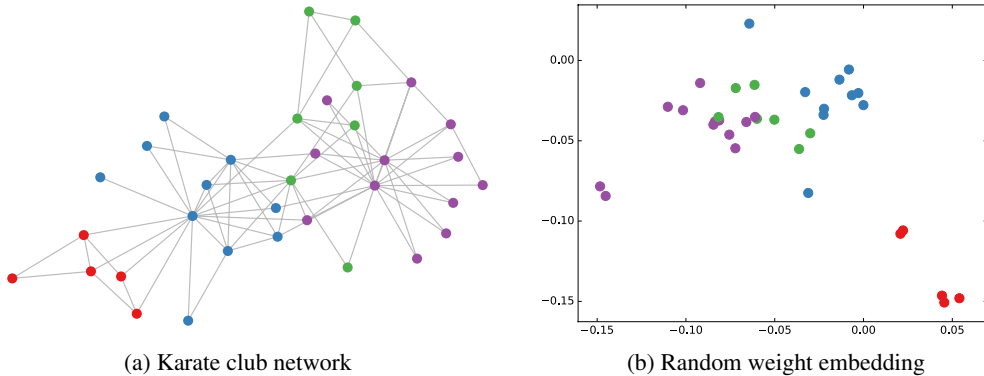 0.00
−0.05
−0.10
−0.15
−0.15 −0.10 −0.05 0.00 0.05
(a) Karate club network
(b) Random weight embedding